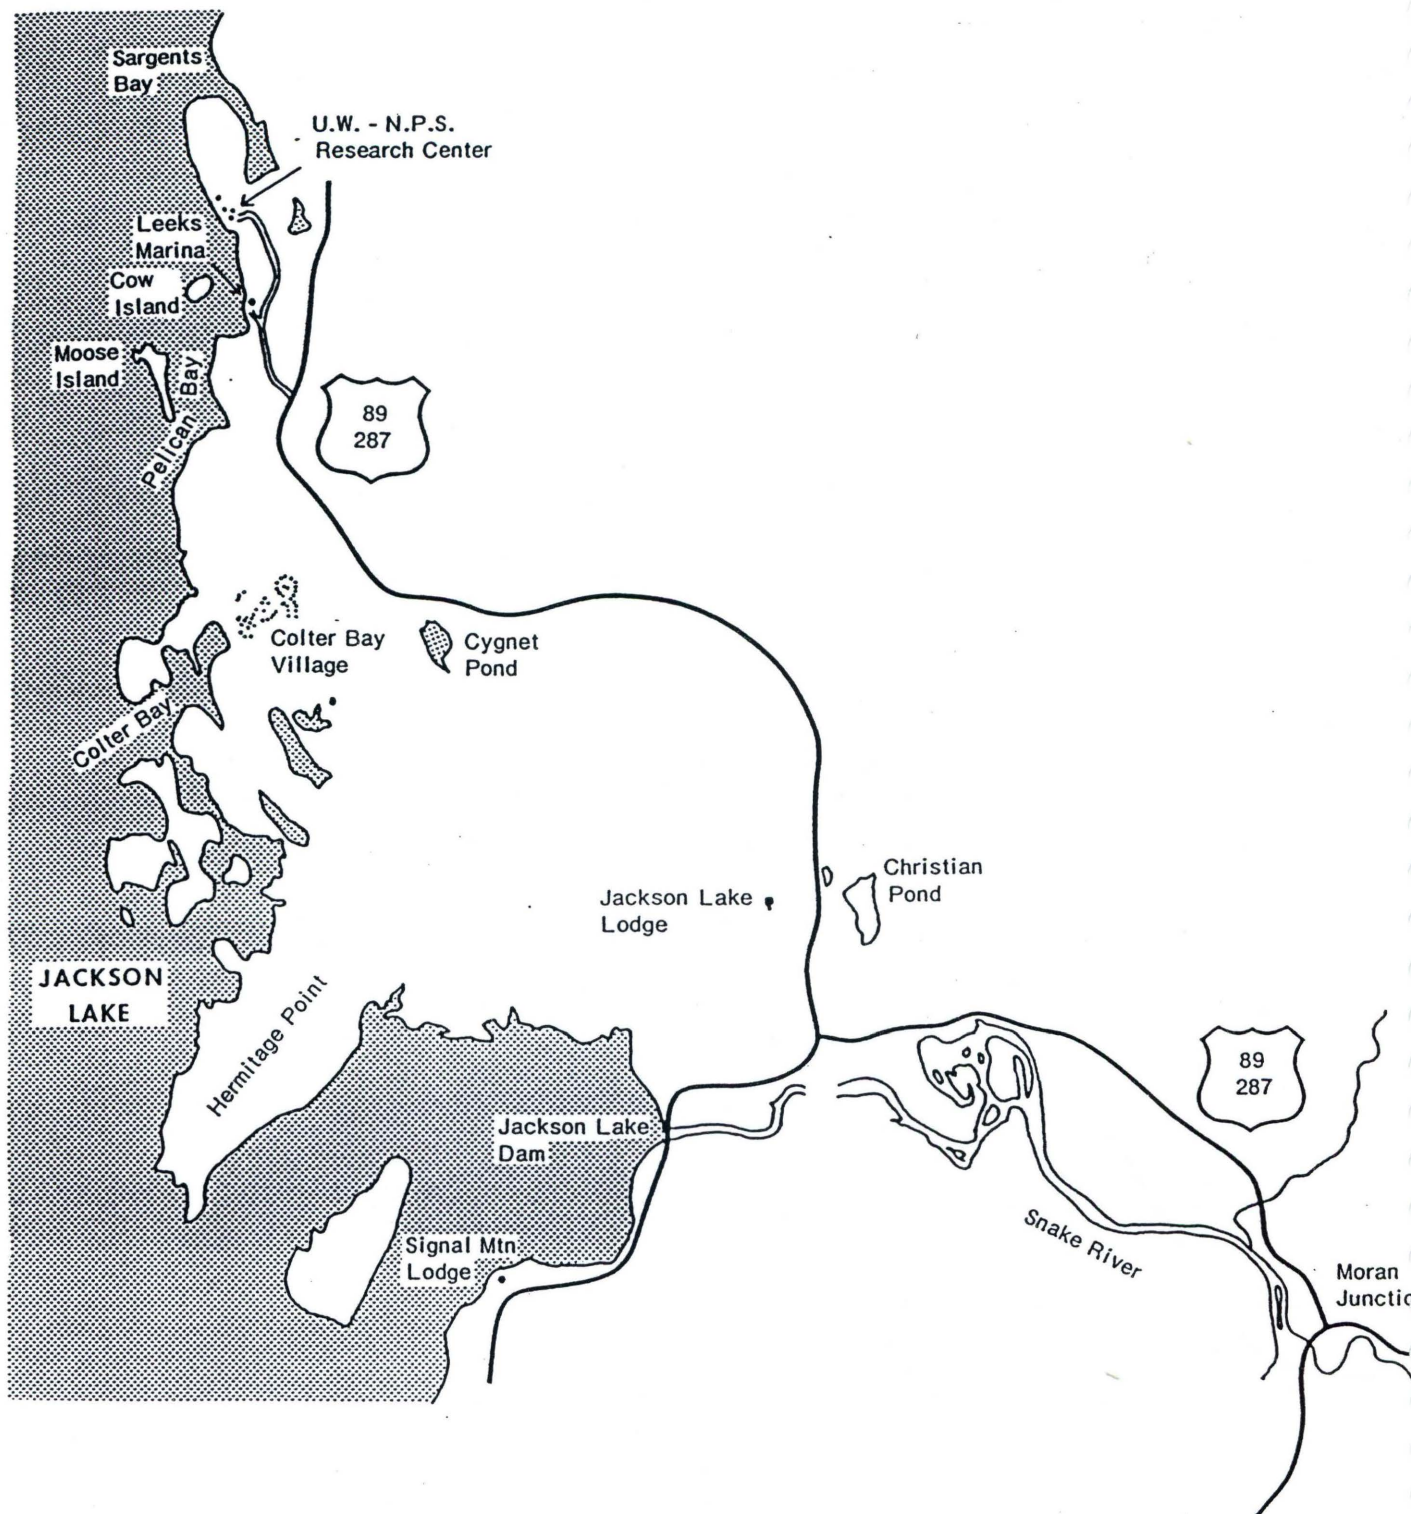 Sargents
Bay
U.W. - N.P.S.
Research Center
Leeks
Marina
Cow
Island
Moose
Island
Pelican Bay
89
287
Colter Bay
Village
Cygnet
Pond
Colter Bay
Christian
Pond
Jackson Lake
Lodge
JACKSON
LAKE
Hermitage Point
89
287
Jackson Lake
Dam
Snake River
Signal Mtn
Lodge
Moran
Junctio